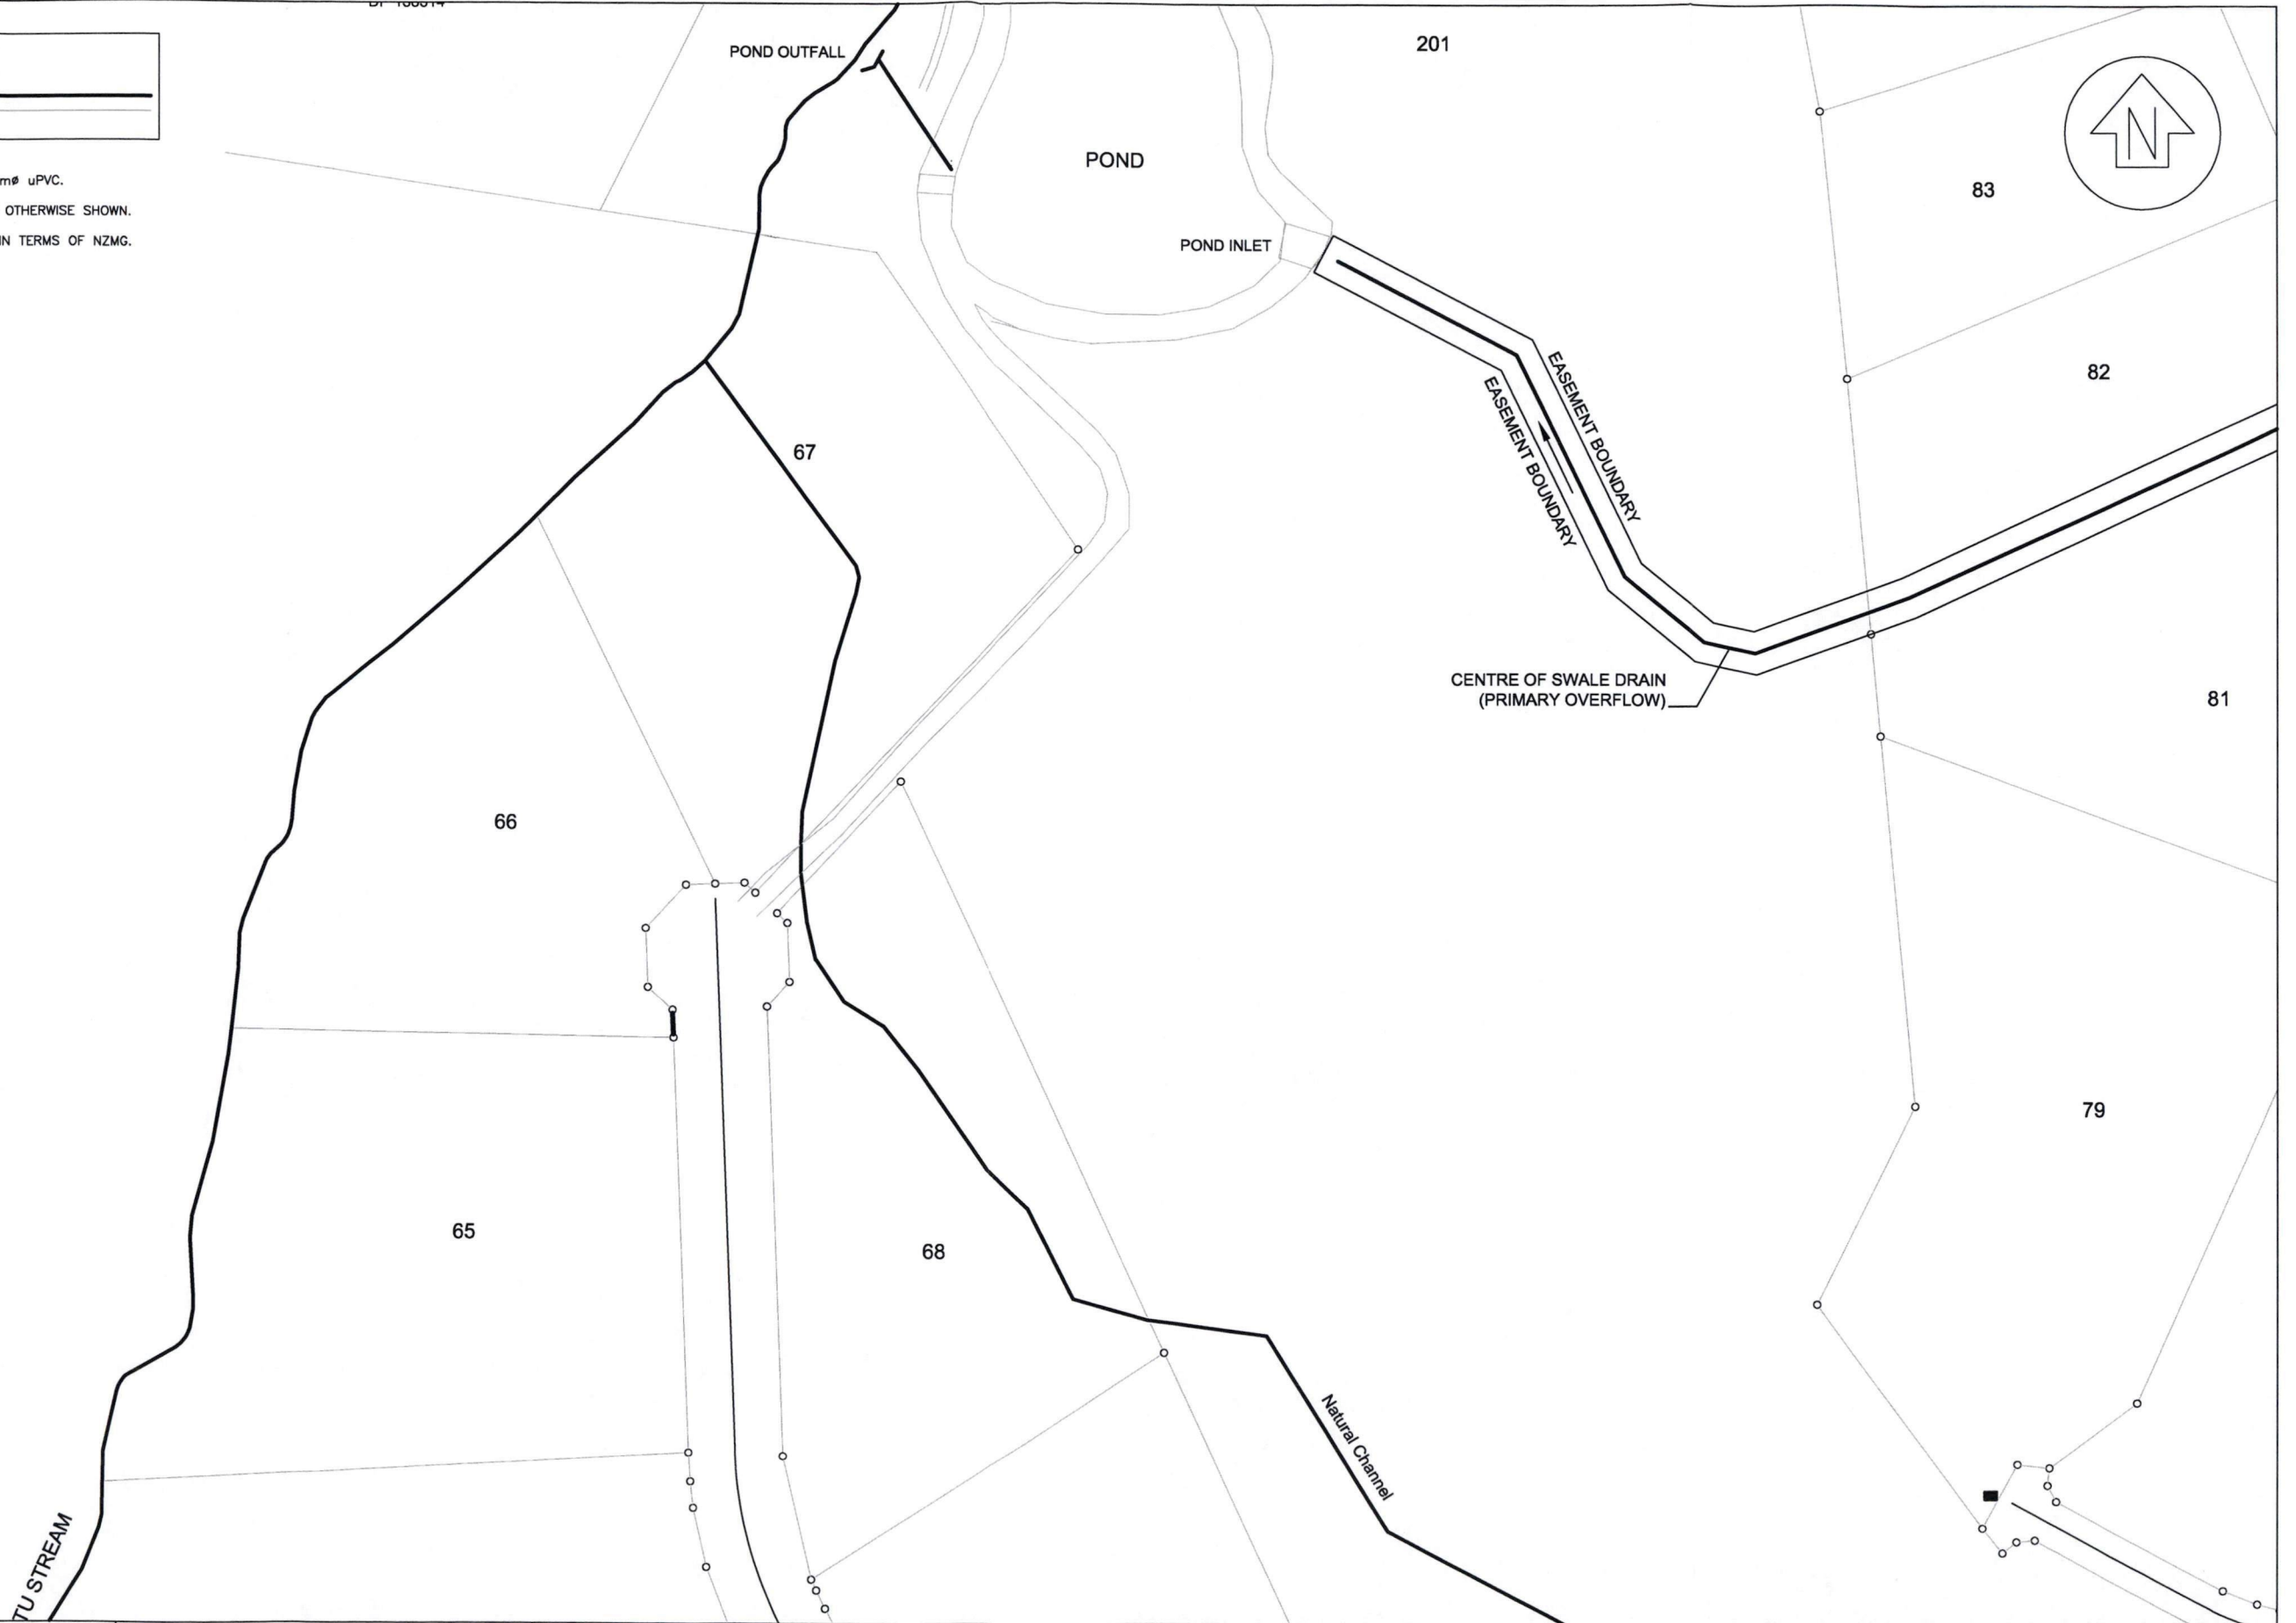 POND OUTFALL
201
N
POND
mø uPVC.
83
OTHERWISE SHOWN.
IN TERMS OF NZMG.
POND INLET
EASEMENT BOUNDARY
EASEMENT BOUNDARY
82
67
CENTRE OF SWALE DRAIN
(PRIMARY OVERFLOW)
81
66
79
65
68
Natural Channel
TU STREAM